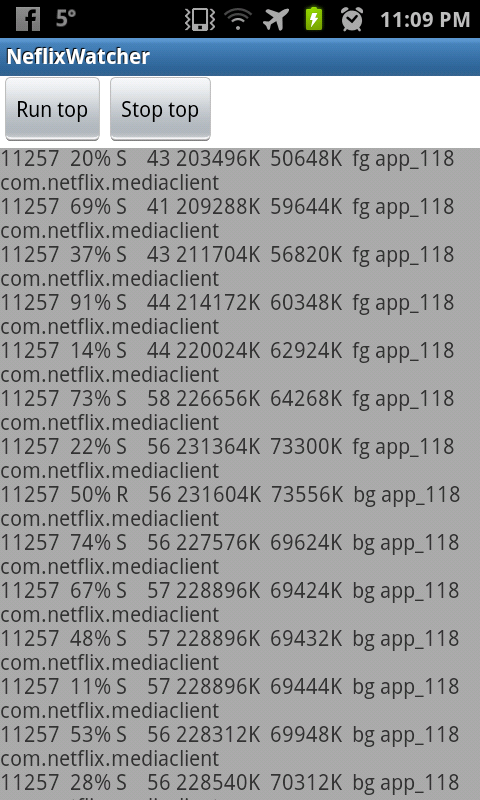 5° 11:09 PM
NeflixWatcher
Run top Stop top
11257 20% S 43 203496K 50648K fg app_118
com.netflix.mediaclient
11257 69% S 41 209288K 59644K fg app_118
com.netflix.mediaclient
11257 37% S 43 211704K 56820K fg app_118
com.netflix.mediaclient
11257 91% S 44 214172K 60348K fg app_118
com.netflix.mediaclient
11257 14% S 44 220024K 62924K fg app_118
com.netflix.mediaclient
11257 73% S 58 226656K 64268K fg app_118
com.netflix.mediaclient
11257 22% S 56 231364K 73300K fg app_118
com.netflix.mediaclient
11257 50% R 56 231604K 73556K bg app_118
com.netflix.mediaclient
11257 74% S 56 227576K 69624K bg app_118
com.netflix.mediaclient
11257 67% S 57 228896K 69424K bg app_118
com.netflix.mediaclient
11257 48% S 57 228896K 69432K bg app_118
com.netflix.mediaclient
11257 11% S 57 228896K 69444K bg app_118
com.netflix.mediaclient
11257 53% S 56 228312K 69948K bg app_118
com.netflix.mediaclient
11257 28% S 56 228540K 70312K bg app_118